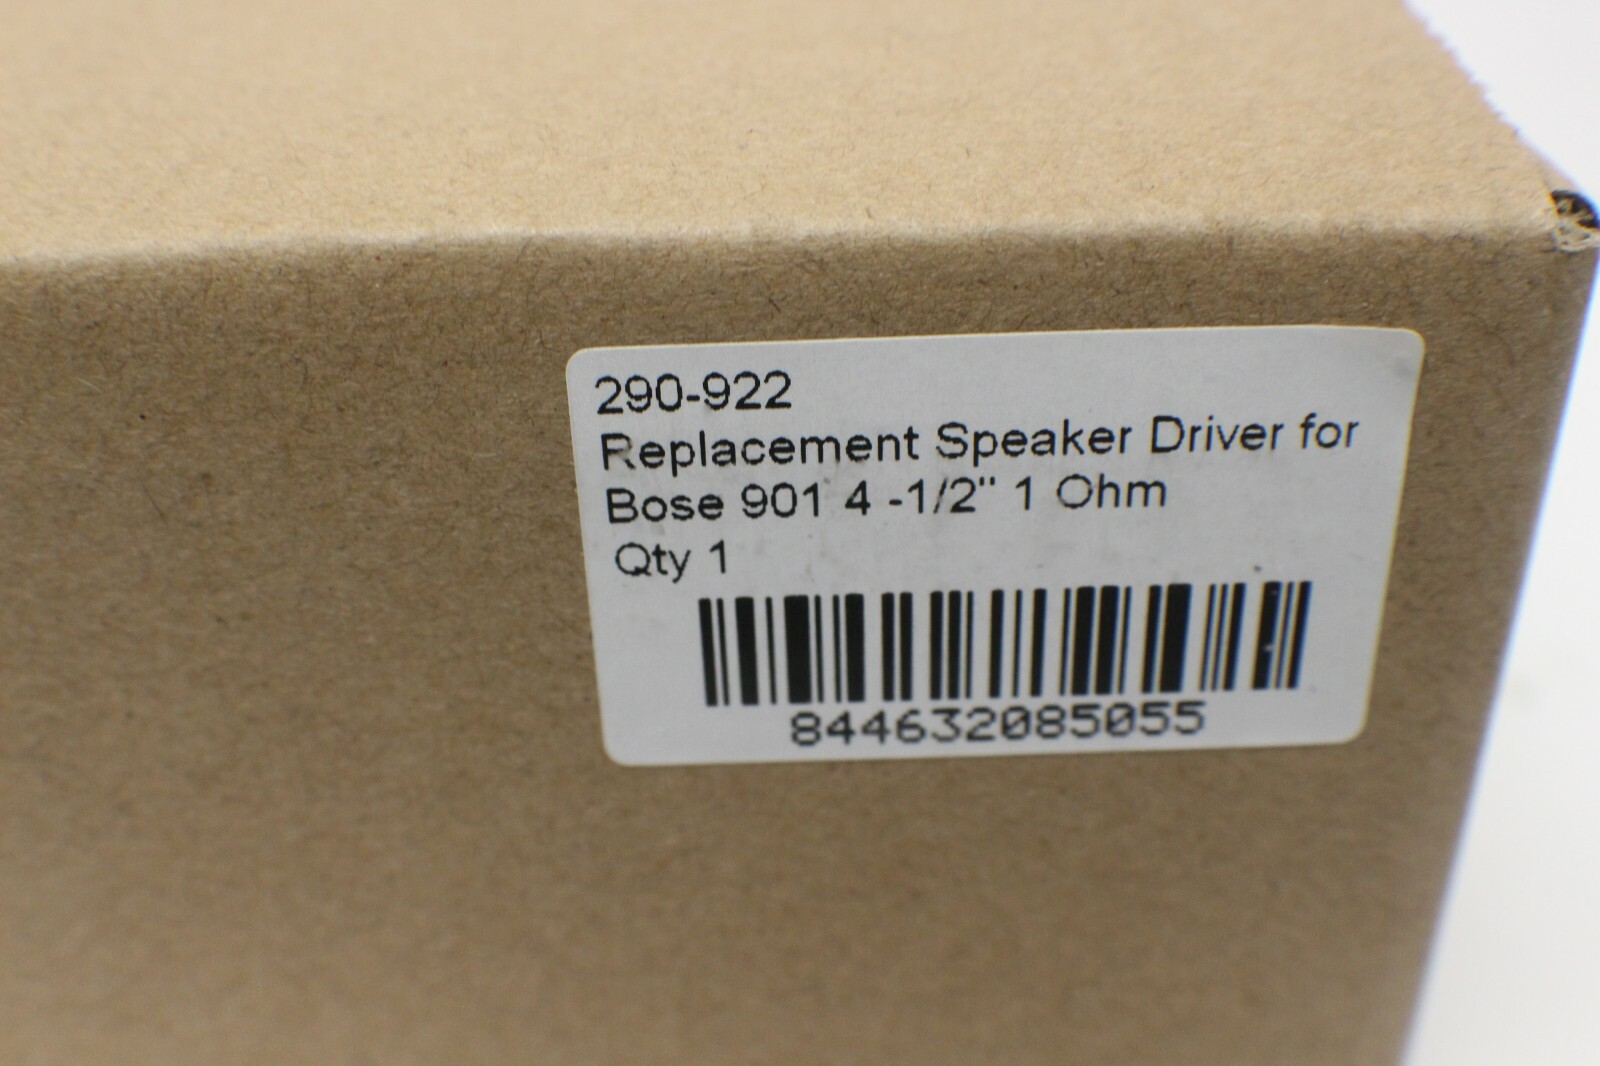 290-922
Replacement Speaker Driver for
Bose 901 4 -1/2" 1 Ohm
Qty 1
844632085055